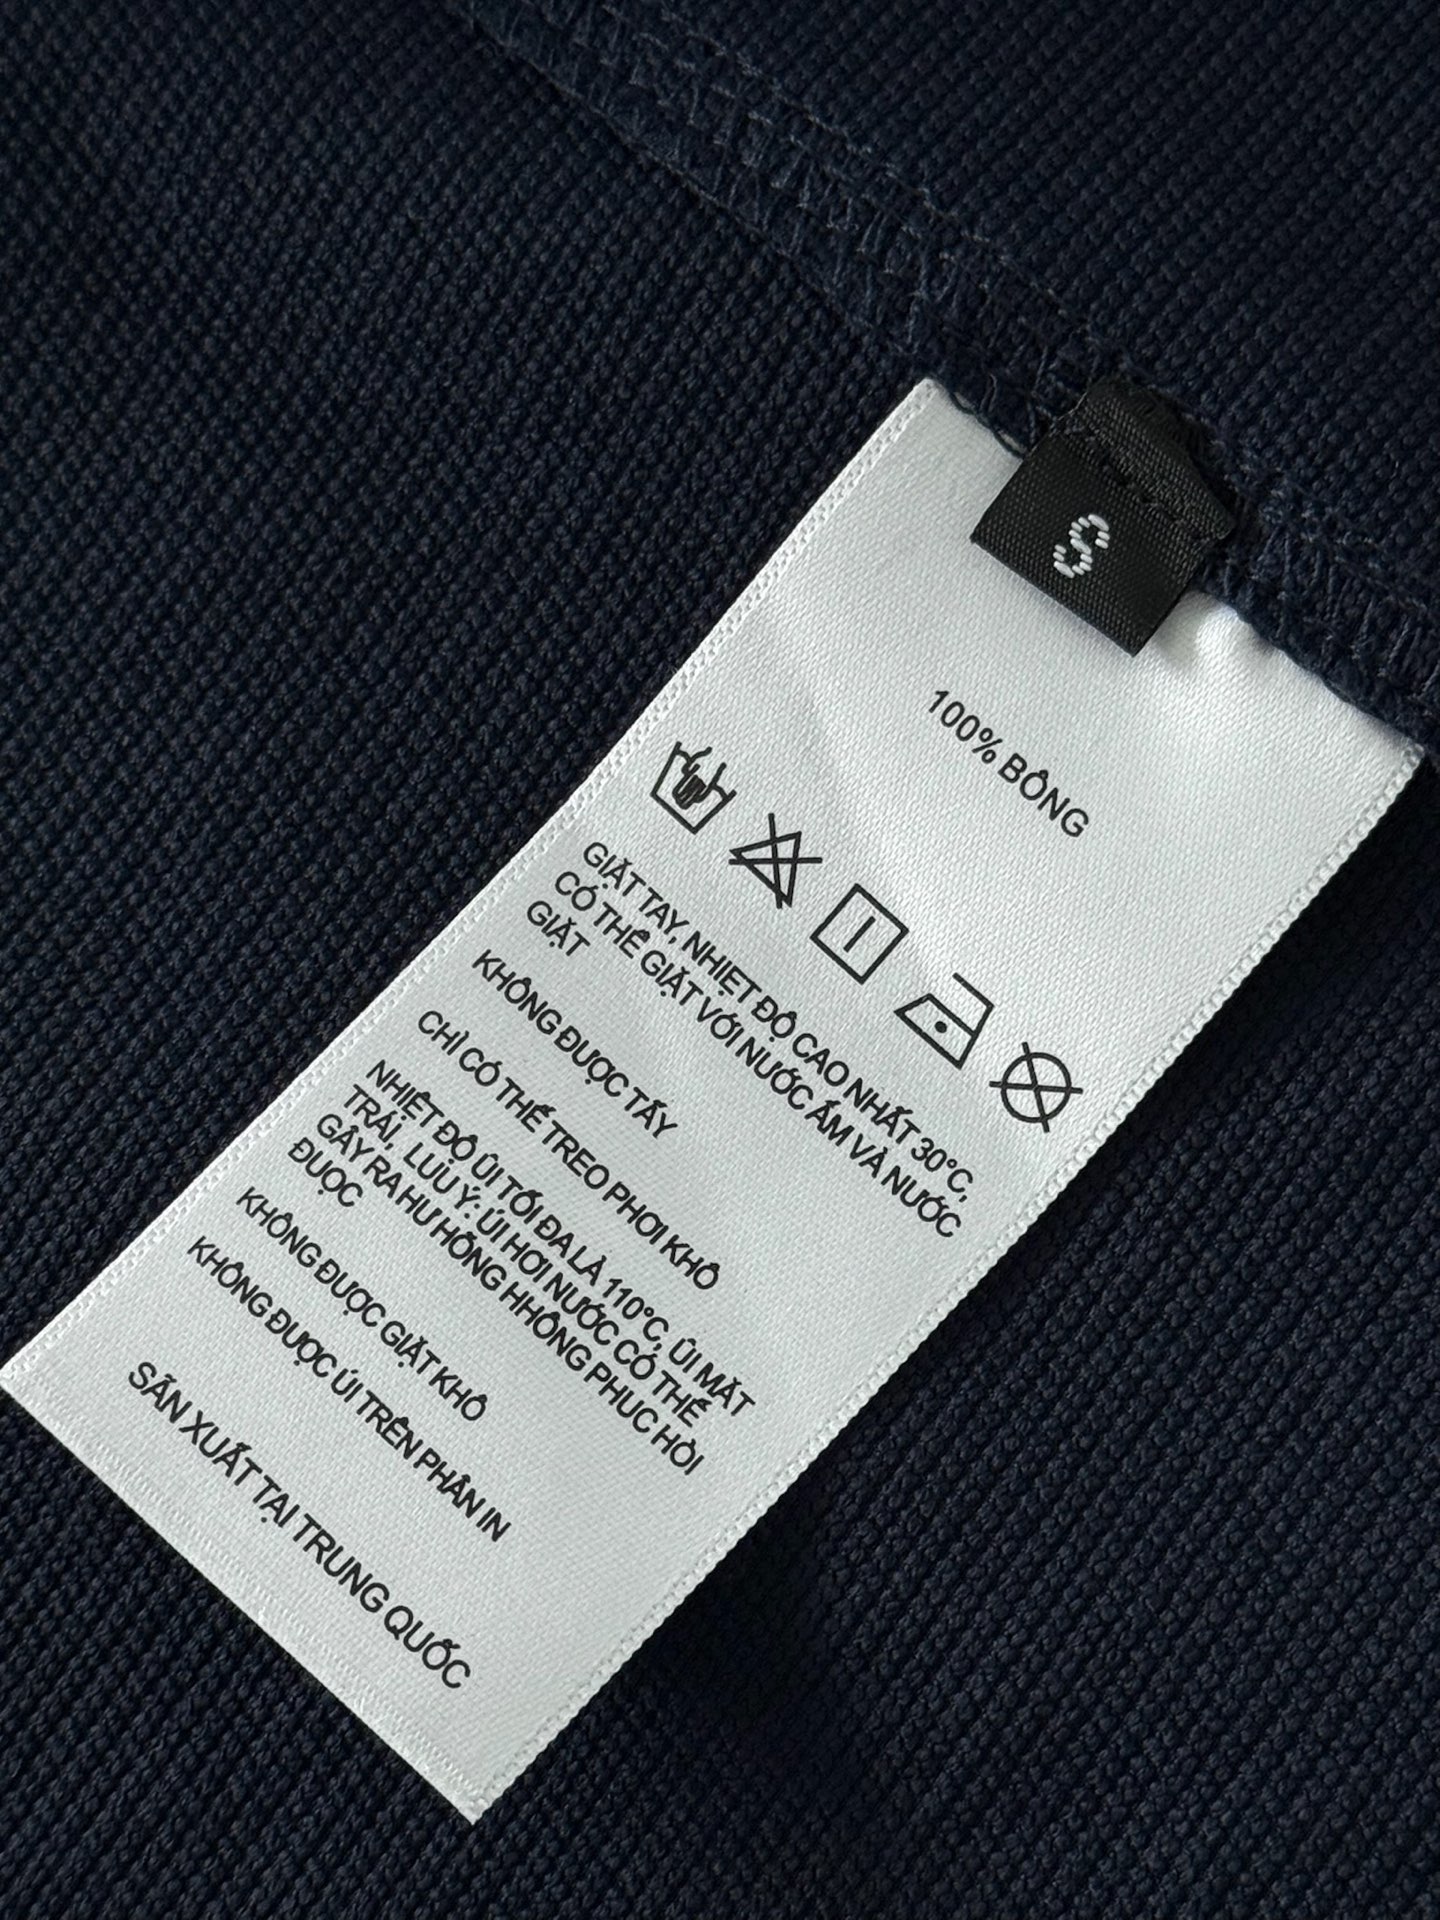 S
100% BÔNG
GIẶT TAY, NHIỆT ĐỘ CAO NHẤT 30°C,
CÓ THỂ GIẶT VỚI NƯỚC ẤM VÀ NƯỚC
GIẶT
KHÔNG ĐƯỢC TẨY
CHỈ CÓ THỂ TREO PHƠI KHÔ
NHIỆT ĐỘ ỦI TỐI ĐA LÀ 110°C, ỦI MẶT
TRÁI, LƯU Ý: ỦI HƠI NƯỚC CÓ THỂ
GÂY RA HƯ HỎNG HHÔNG PHUC HỒI
ĐƯỢC
KHÔNG ĐƯỢC GIẶT KHÔ
KHÔNG ĐƯỢC ỦI TRÊN PHẦN IN
SẢN XUẤT TẠI TRUNG QUỐC